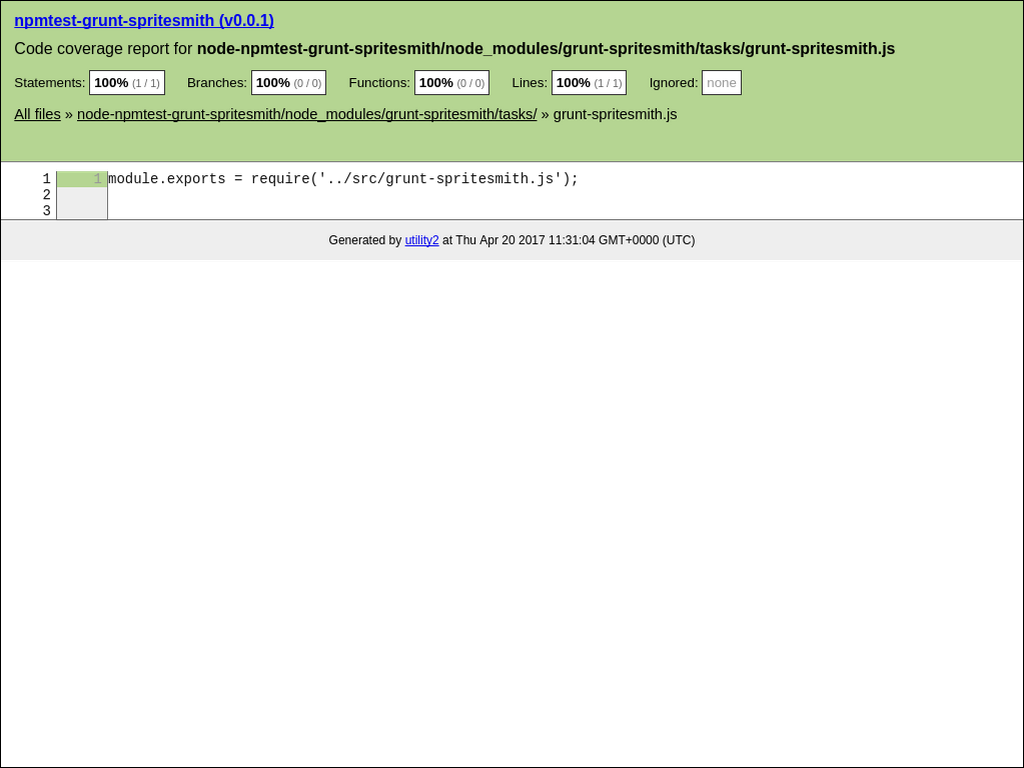 npmtest-grunt-spritesmith (v0.0.1)
Code coverage report for node-npmtest-grunt-spritesmith/node_modules/grunt-spritesmith/tasks/grunt-spritesmith.js
Statements: 100% (1 / 1) Branches: 100% (0 / 0) Functions: 100% (0 / 0) Lines: 100% (1 / 1) Ignored: none
All files » node-npmtest-grunt-spritesmith/node_modules/grunt-spritesmith/tasks/ » grunt-spritesmith.js
1 1 module.exports = require('../src/grunt-spritesmith.js');
2
3
Generated by utility2 at Thu Apr 20 2017 11:31:04 GMT+0000 (UTC)